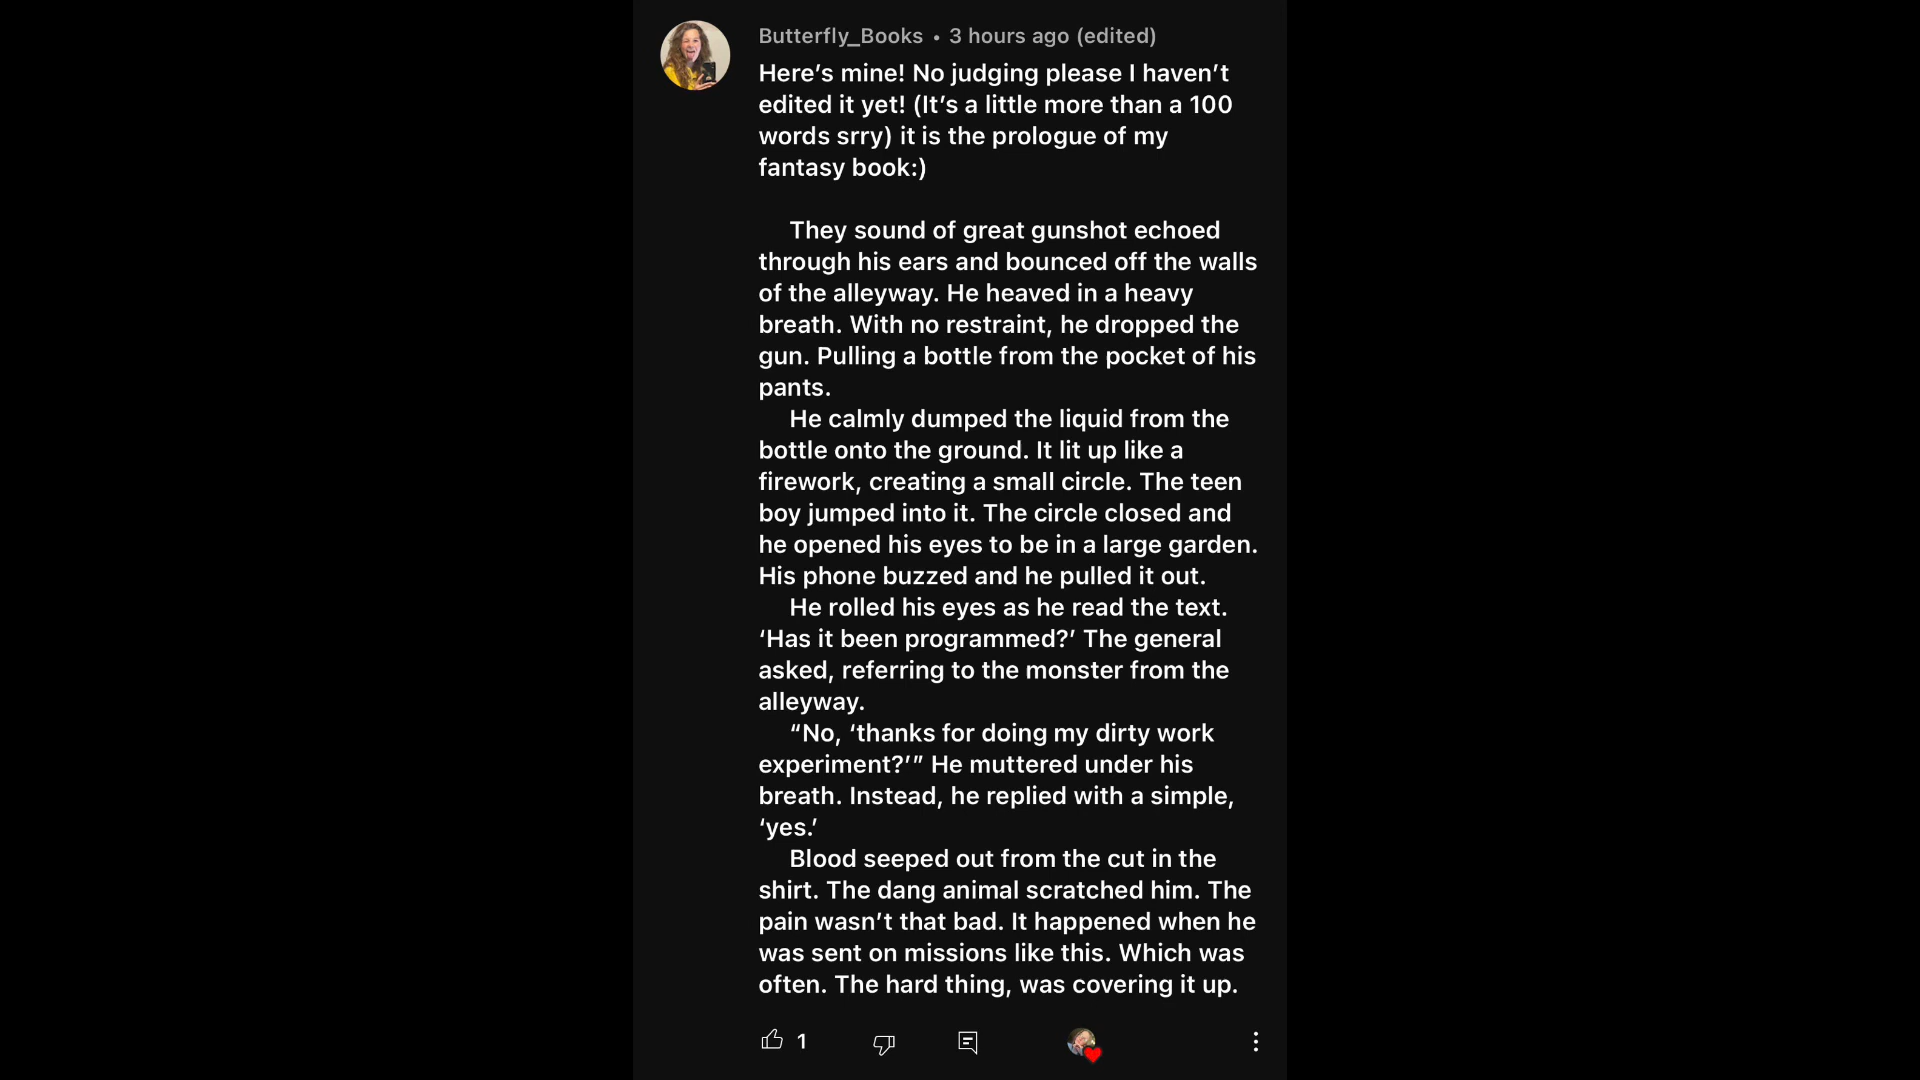 Butterfly_Books • 3 hours ago (edited)
Here’s mine! No judging please I haven’t
edited it yet! (It’s a little more than a 100
words srry) it is the prologue of my
fantasy book:)
They sound of great gunshot echoed
through his ears and bounced off the walls
of the alleyway. He heaved in a heavy
breath. With no restraint, he dropped the
gun. Pulling a bottle from the pocket of his
pants.
He calmly dumped the liquid from the
bottle onto the ground. It lit up like a
firework, creating a small circle. The teen
boy jumped into it. The circle closed and
he opened his eyes to be in a large garden.
His phone buzzed and he pulled it out.
He rolled his eyes as he read the text.
‘Has it been programmed?’ The general
asked, referring to the monster from the
alleyway.
“No, ‘thanks for doing my dirty work
experiment?’” He muttered under his
breath. Instead, he replied with a simple,
‘yes.’
Blood seeped out from the cut in the
shirt. The dang animal scratched him. The
pain wasn’t that bad. It happened when he
was sent on missions like this. Which was
often. The hard thing, was covering it up.
1